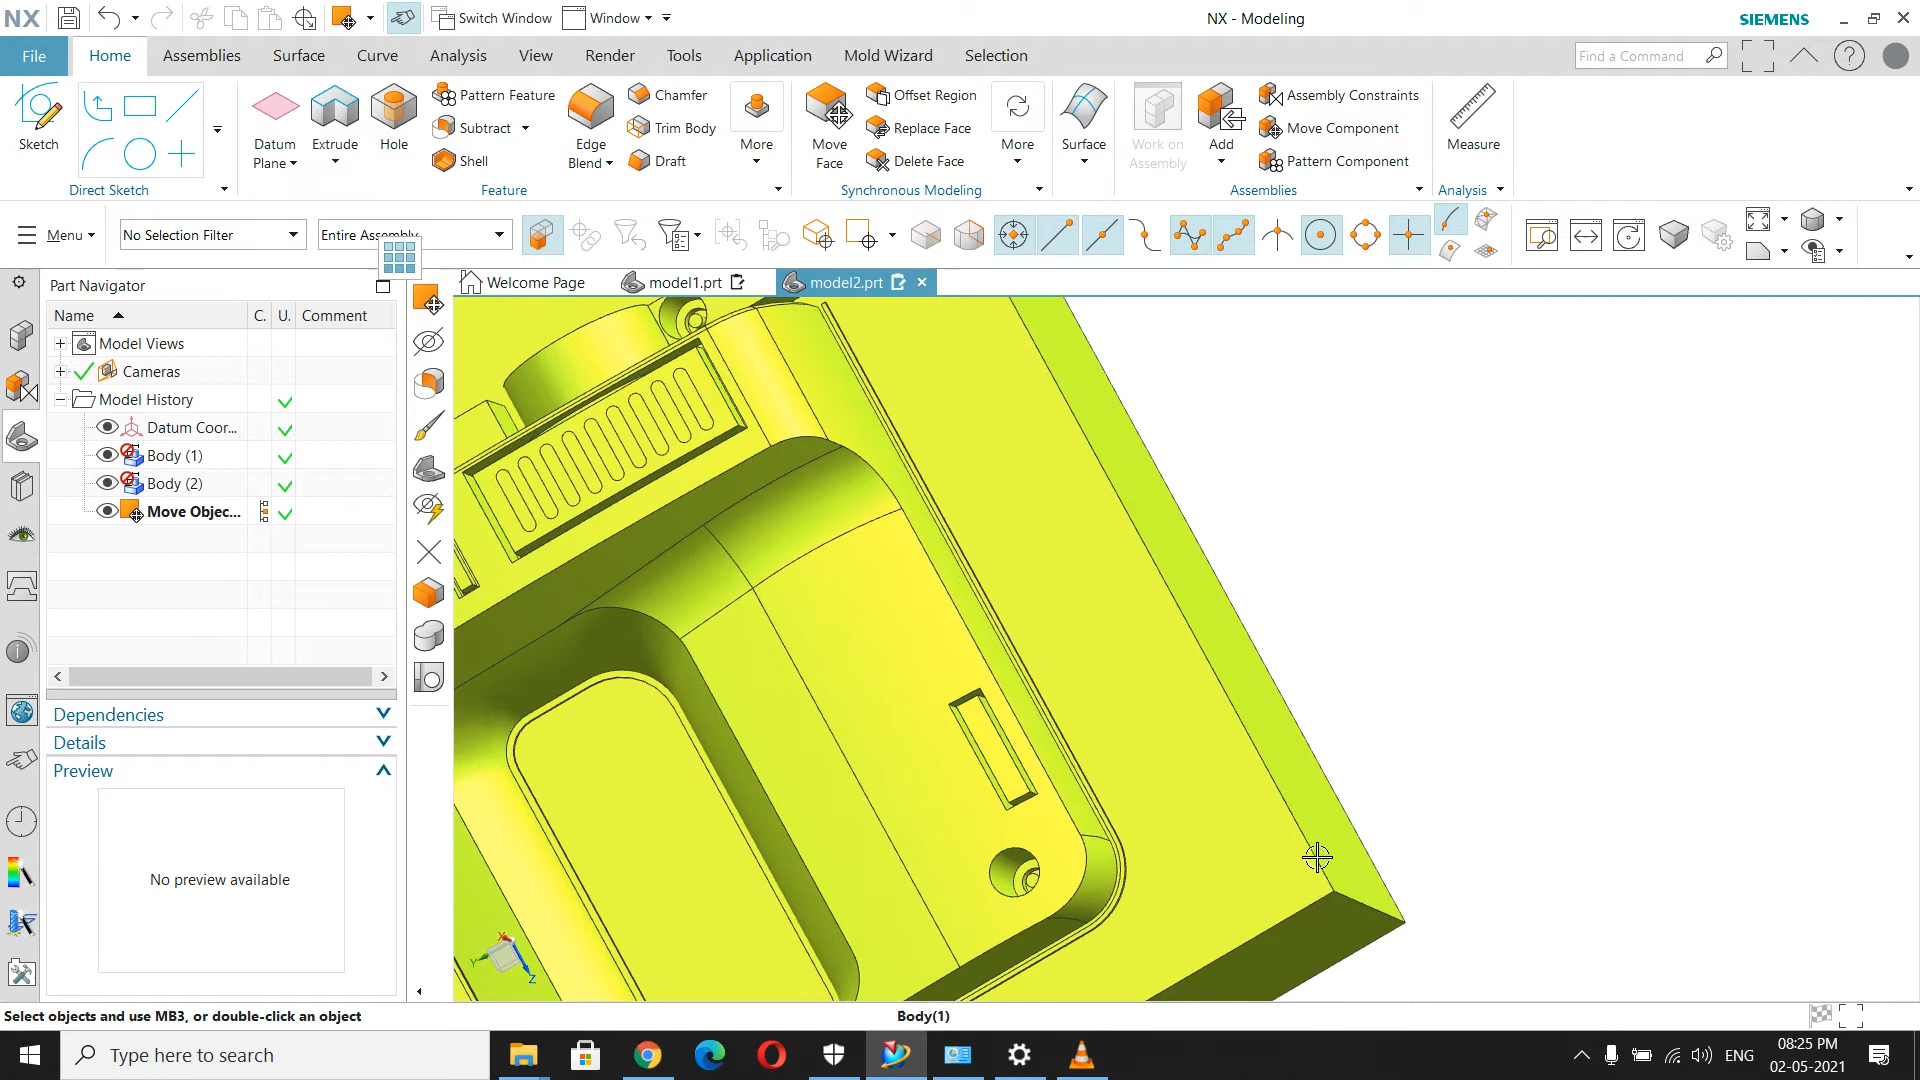 NX
Switch Window
Window
NX - Modeling
SIEMENS
File
Home
Assemblies
Surface
Curve
Analysis
View
Render
Tools
Application
Mold Wizard
Selection
Find a Command
Sketch
Direct Sketch
Datum
Plane
Extrude
Hole
Pattern Feature
Subtract
Shell
Edge
Blend
Chamfer
Trim Body
Draft
More
Feature
Move
Face
Offset Region
Replace Face
Delete Face
More
Synchronous Modeling
Surface
Work on
Assembly
Add
Assembly Constraints
Move Component
Pattern Component
Assemblies
Measure
Analysis
Menu
No Selection Filter
Entire Assembly
Part Navigator
Welcome Page
model1.prt
model2.prt
Name
C.
U.
Comment
Model Views
Cameras
Model History
Datum Coor...
Body (1)
Body (2)
Move Objec...
Dependencies
Details
Preview
No preview available
X
Y
Z
Select objects and use MB3, or double-click an object
Body(1)
Type here to search
ENG
08:25 PM
02-05-2021